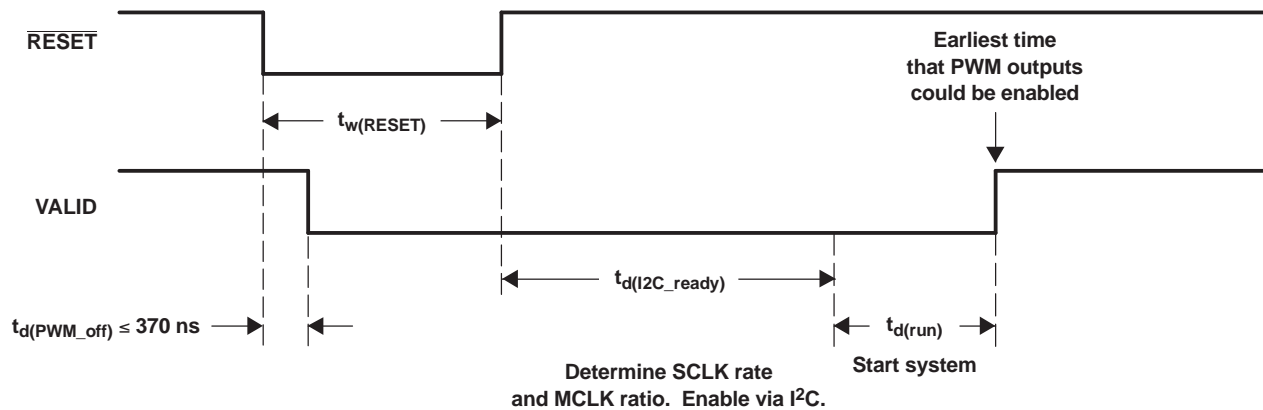 RESET
Earliest time
that PWM outputs
could be enabled
tw(RESET)
VALID
td(I2C_ready)
td(PWM_off) ≤ 370 ns
td(run)
Start system
Determine SCLK rate
and MCLK ratio. Enable via I²C.